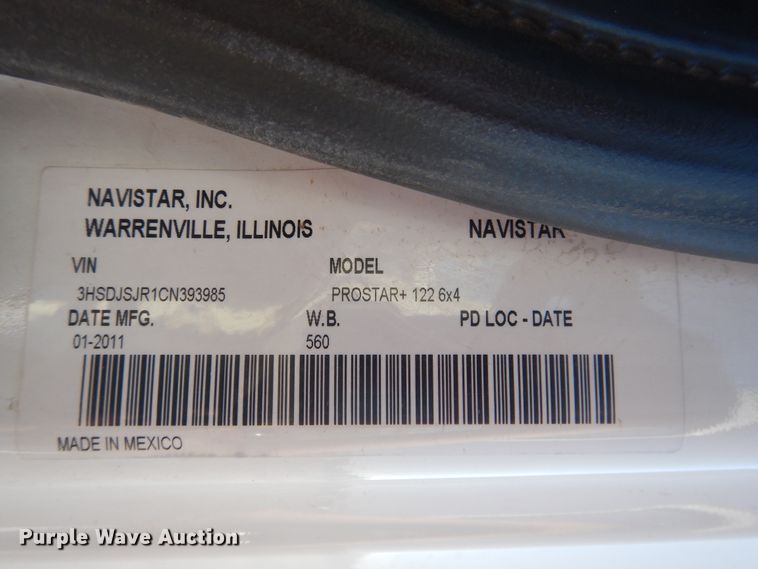 NAVISTAR, INC.
WARRENVILLE, ILLINOIS NAVISTAR
VIN MODEL
3HSDJSJR1CN393985 PROSTAR+ 122 6x4
DATE MFG. W.B. PD LOC - DATE
01-2011 560
MADE IN MEXICO
Purple Wave Auction